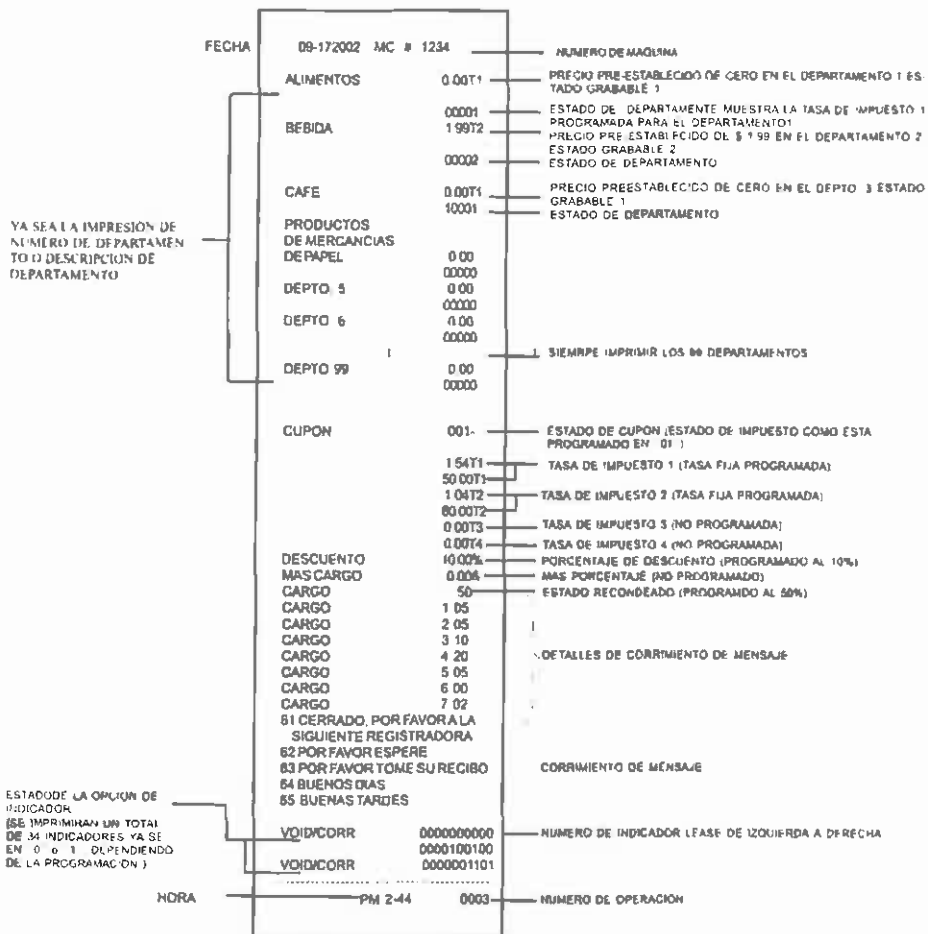 FECHA 09-172002 MC # 1234 NUMERO DE MAQUINA
ALIMENTOS 0.00T1 PRECIO PRE-ESTABLECIDO DE CERO EN EL DEPARTAMENTO 1 ES-
TADO GRABABLE 1
00001 ESTADO DE DEPARTAMENTE MUESTRA LA TASA DE IMPUESTO 1
PROGRAMADA PARA EL DEPARTAMENTO1
BEBIDA 1 99T2 PRECIO PRE ESTABLECIDO DE $ 1 99 EN EL DEPARTAMENTO 2
ESTADO GRABABLE 2
00002 ESTADO DE DEPARTAMENTO
CAFE 0.00T1 PRECIO PREESTABLECIDO DE CERO EN EL DEPTO 3 ESTADO
GRABABLE 1
10001 ESTADO DE DEPARTAMENTO
YA SEA LA IMPRESION DE
NUMERO DE DEPARTAMEN
TO O DESCRIPCION DE
DEPARTAMENTO
PRODUCTOS
DE MERCANCIAS
DE PAPEL 0 00
00000
DEPTO 5 0 00
00000
DEPTO 6 0.00
00000
SIEMRPE IMPRIMIR LOS 99 DEPARTAMENTOS
DEPTO 99 0 00
00000
CUPON 001- ESTADO DE CUPON (ESTADO DE IMPUESTO COMO ESTA
PROGRAMADO EN 01 )
1 54T1 TASA DE IMPUESTO 1 (TASA FIJA PROGRAMADA)
50 00T1
1 04T2 TASA DE IMPUESTO 2 (TASA FIJA PROGRAMADA)
60 00T2
0 00T3 TASA DE IMPUESTO 3 (NO PROGRAMADA)
0.00T4 TASA DE IMPUESTO 4 (NO PROGRAMADA)
DESCUENTO 10.00% PORCENTAJE DE DESCUENTO (PROGRAMADO AL 10%)
MAS CARGO MAS PORCENTAJE (NO PROGRAMADO)
CARGO 50 ESTADO RECONDEADO (PROGRAMDO AL 50%)
CARGO 1 05
CARGO 2 05
CARGO 3 10
CARGO 4 20 DETALLES DE CORRIMIENTO DE MENSAJE
CARGO 5 05
CARGO 6 00
CARGO 7 02
61 CERRADO, POR FAVOR A LA
SIGUIENTE REGISTRADORA
62 POR FAVOR ESPERE
63 POR FAVOR TOME SU RECIBO CORRIMIENTO DE MENSAJE
64 BUENOS DIAS
65 BUENAS TARDES
ESTADODE LA OPCION DE
INDICADOR
(SE IMPRIMIRAN UN TOTAL
DE 34 INDICADORES YA SE
EN 0 o 1 DEPENDIENDO
DE LA PROGRAMACION )
VOID/CORR 0000000000 NUMERO DE INDICADOR LEASE DE IZQUIERDA A DERECHA
0000100100
VOID/CORR 0000001101
HORA PM 2-44 0003 NUMERO DE OPERACION